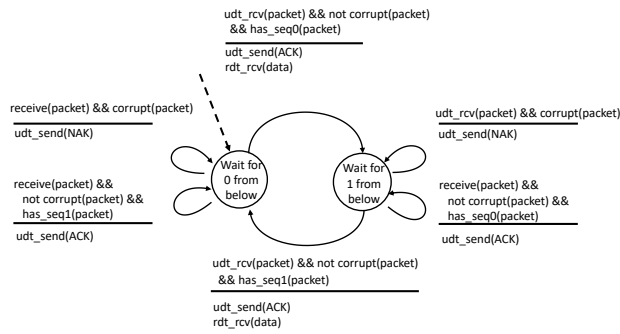 udt_rcv(packet) && not corrupt(packet)
&& has_seq0(packet)
udt_send(ACK)
rdt_rcv(data)
receive(packet) && corrupt(packet)
udt_send(NAK)
udt_rcv(packet) && corrupt(packet)
udt_send(NAK)
Wait for
0 from
below
Wait for
1 from
below
receive(packet) &&
not corrupt(packet) &&
has_seq1(packet)
udt_send(ACK)
receive(packet) &&
not corrupt(packet) &&
has_seq0(packet)
udt_send(ACK)
udt_rcv(packet) && not corrupt(packet)
&& has_seq1(packet)
udt_send(ACK)
rdt_rcv(data)